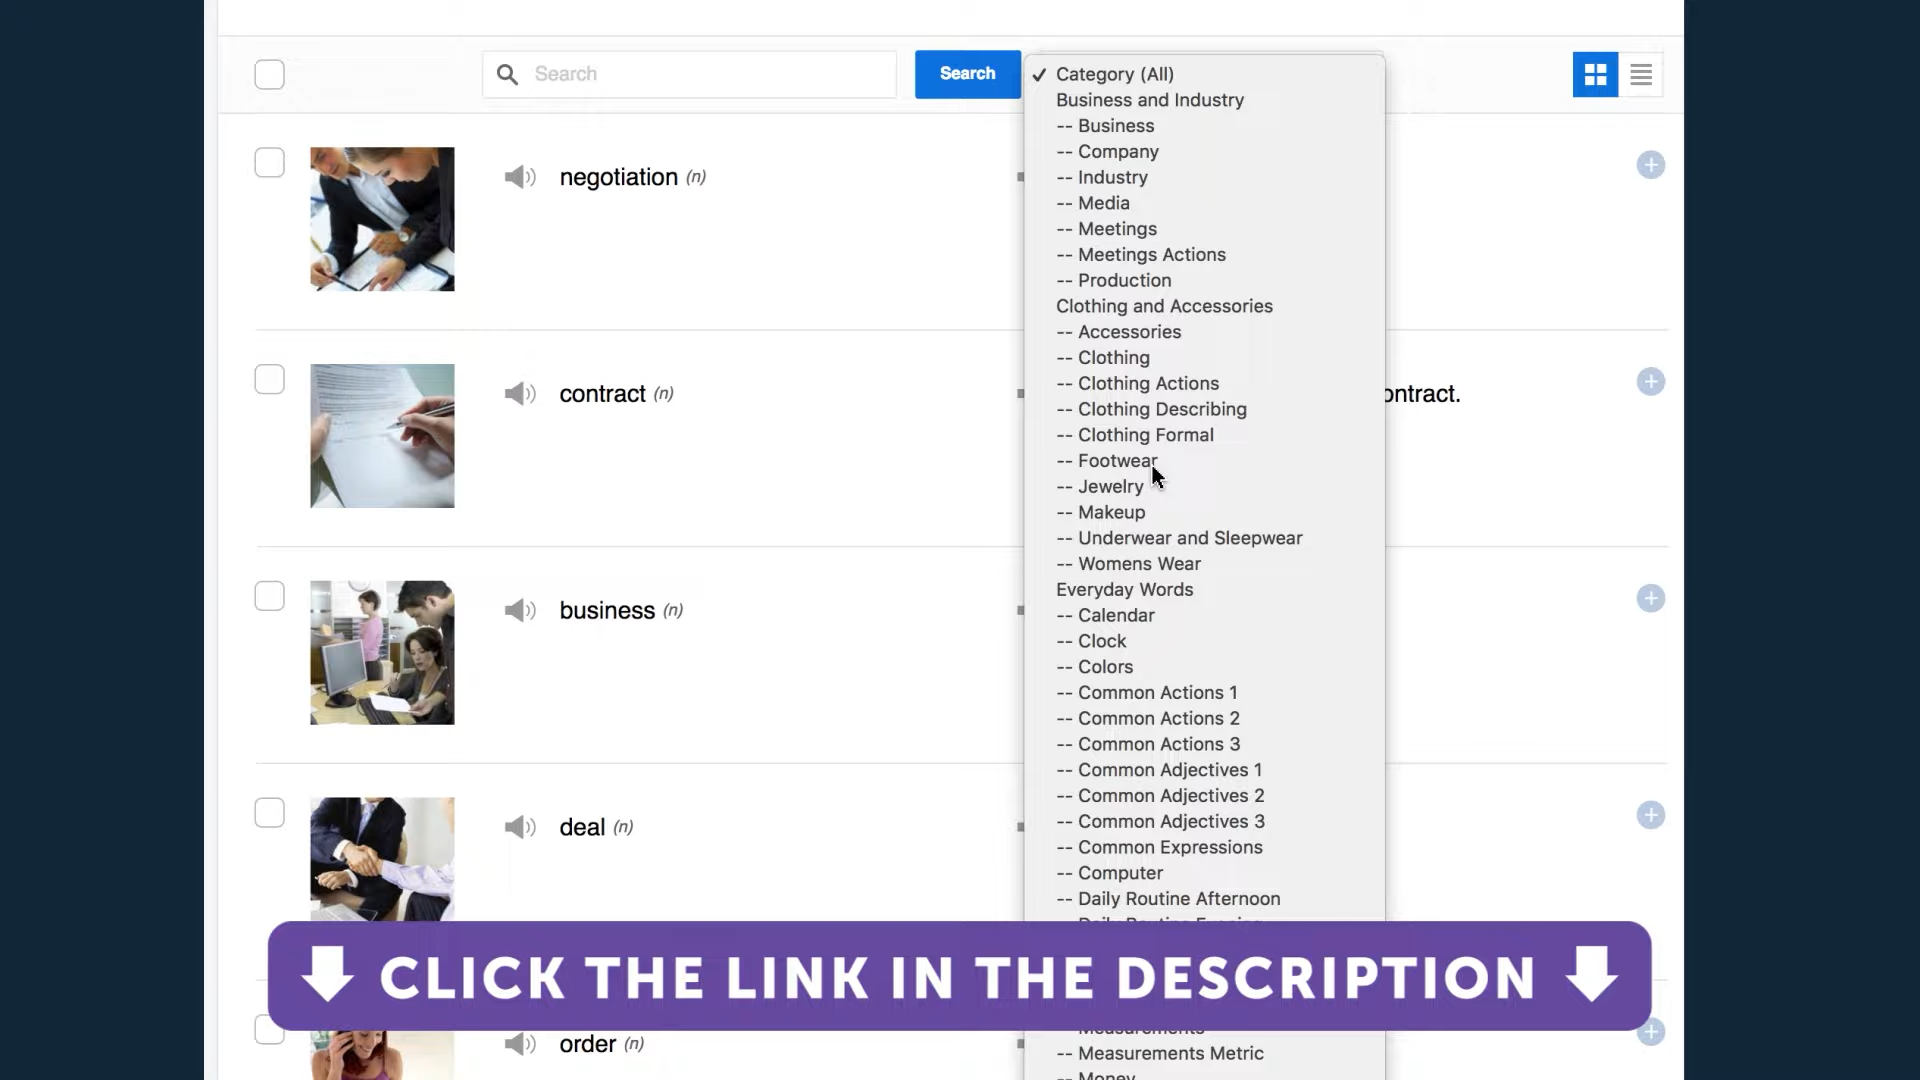 Search
Search
✓ Category (All)
Business and Industry
-- Business
-- Company
-- Industry
-- Media
-- Meetings
-- Meetings Actions
-- Production
Clothing and Accessories
-- Accessories
-- Clothing
-- Clothing Actions
-- Clothing Describing
-- Clothing Formal
-- Footwear
-- Jewelry
-- Makeup
-- Underwear and Sleepwear
-- Womens Wear
Everyday Words
-- Calendar
-- Clock
-- Colors
-- Common Actions 1
-- Common Actions 2
-- Common Actions 3
-- Common Adjectives 1
-- Common Adjectives 2
-- Common Adjectives 3
-- Common Expressions
-- Computer
-- Daily Routine Afternoon
-- Measurements Metric
negotiation (n)
contract (n)
ontract.
business (n)
deal (n)
order (n)
CLICK THE LINK IN THE DESCRIPTION